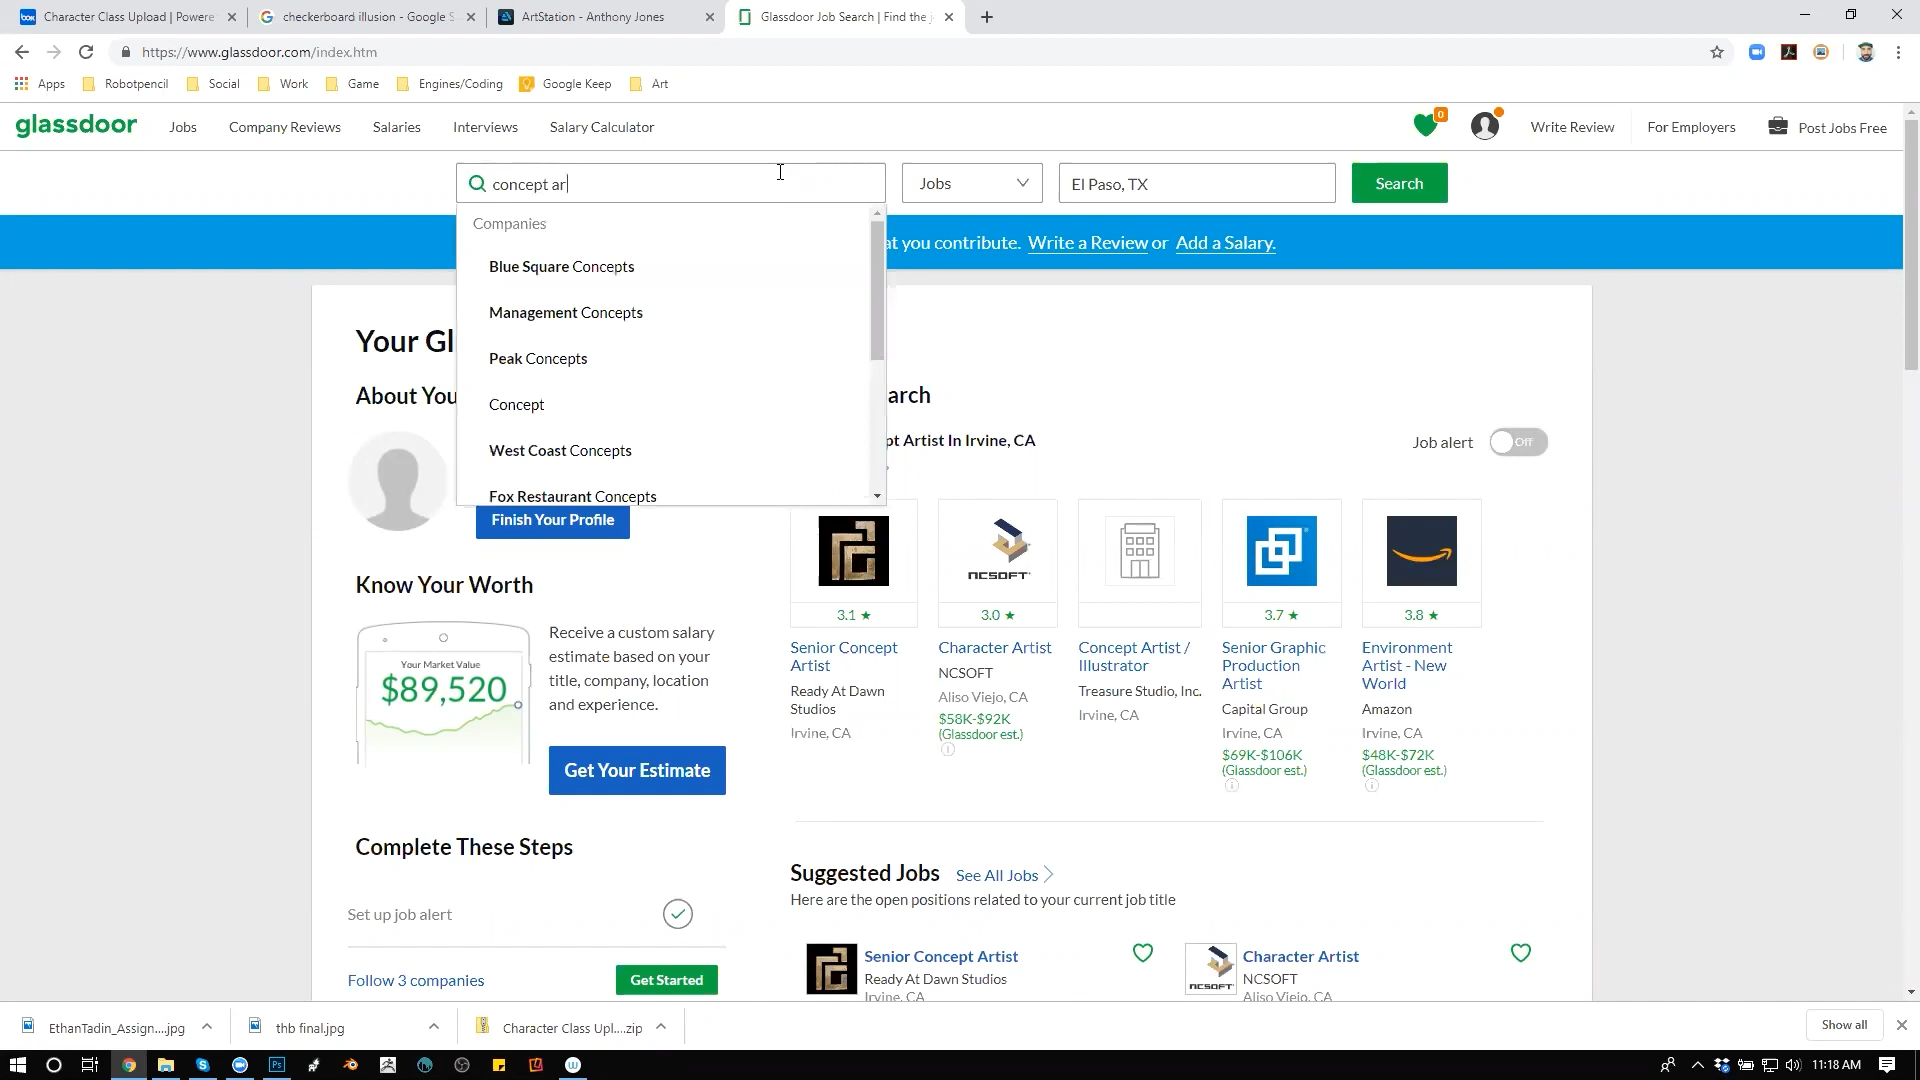 Character Class Upload | Powere
checkerboard illusion - Google S
ArtStation - Anthony Jones
Glassdoor Job Search | Find the j
https://www.glassdoor.com/index.htm
Apps
Robotpencil
Social
Work
Game
Engines/Coding
Google Keep
Art
glassdoor
Jobs
Company Reviews
Salaries
Interviews
Salary Calculator
0
Write Review
For Employers
Post Jobs Free
concept ar
Jobs
El Paso, TX
Search
Companies
at you contribute. Write a Review or Add a Salary.
Blue Square Concepts
Management Concepts
Peak Concepts
Concept
West Coast Concepts
Fox Restaurant Concepts
Your Gl
About You
Finish Your Profile
arch
pt Artist In Irvine, CA
Job alert
Off
Know Your Worth
Your Market Value
$89,520
Receive a custom salary
estimate based on your
title, company, location
and experience.
Get Your Estimate
NCSOFT
3.1 ★
3.0 ★
3.7 ★
3.8 ★
Senior Concept
Artist
Ready At Dawn
Studios
Irvine, CA
Character Artist
NCSOFT
Aliso Viejo, CA
$58K-$92K
(Glassdoor est.)
Concept Artist /
Illustrator
Treasure Studio, Inc.
Irvine, CA
Senior Graphic
Production
Artist
Capital Group
Irvine, CA
$69K-$106K
(Glassdoor est.)
Environment
Artist - New
World
Amazon
Irvine, CA
$48K-$72K
(Glassdoor est.)
Complete These Steps
Set up job alert
Follow 3 companies
Get Started
Suggested Jobs
See All Jobs
Here are the open positions related to your current job title
Senior Concept Artist
Ready At Dawn Studios
Irvine, CA
NCSOFT
Character Artist
NCSOFT
Aliso Viejo, CA
EthanTadin_Assign....jpg
thb final.jpg
Character Class Upl....zip
Show all
11:18 AM